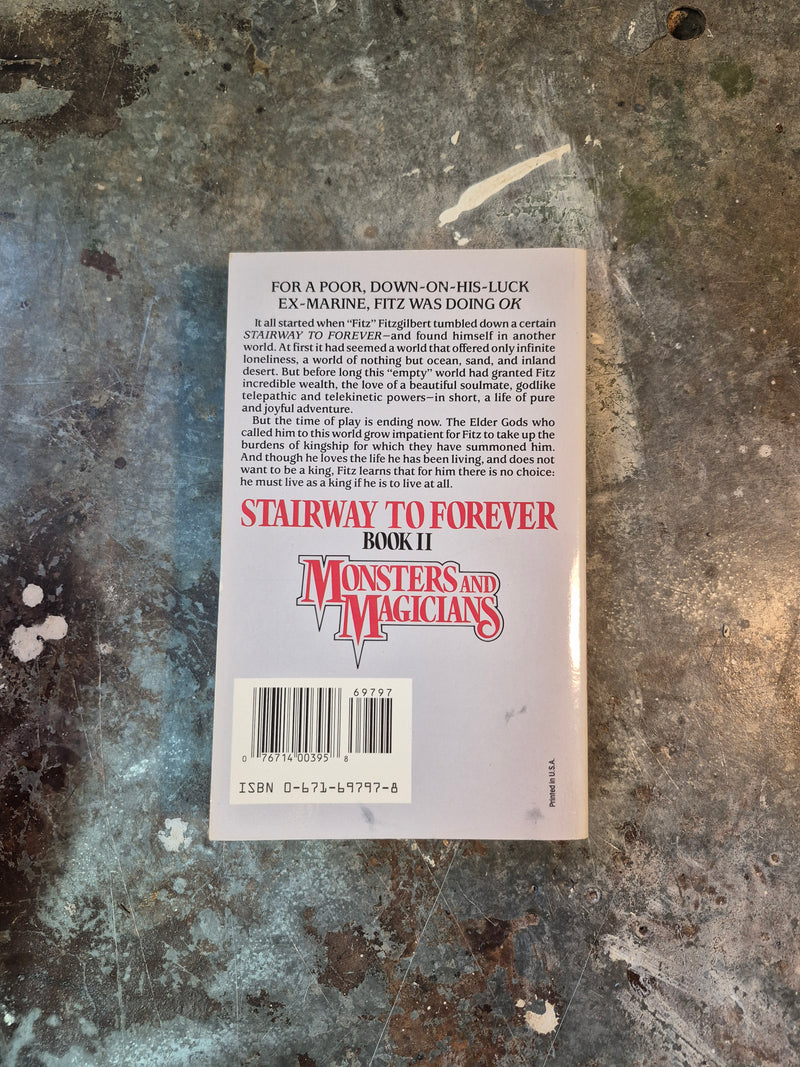 FOR A POOR, DOWN-ON-HIS-LUCK
EX-MARINE, FITZ WAS DOING OK
It all started when "Fitz" Fitzgilbert tumbled down a certain
STAIRWAY TO FOREVER—and found himself in another
world. At first it had seemed a world that offered only infinite
loneliness, a world of nothing but ocean, sand, and inland
desert. But before long this "empty" world had granted Fitz
incredible wealth, the love of a beautiful soulmate, godlike
telepathic and telekinetic powers—in short, a life of pure
and joyful adventure.
But the time of play is ending now. The Elder Gods who
called him to this world grow impatient for Fitz to take up the
burdens of kingship for which they have summoned him.
And though he loves the life he has been living, and does not
want to be a king, Fitz learns that for him there is no choice:
he must live as a king if he is to live at all.
STAIRWAY TO FOREVER
BOOK II
MONSTERS AND
MAGICIANS
69797
0 76714 00395 8
ISBN 0-671-69797-8
Printed in U.S.A.